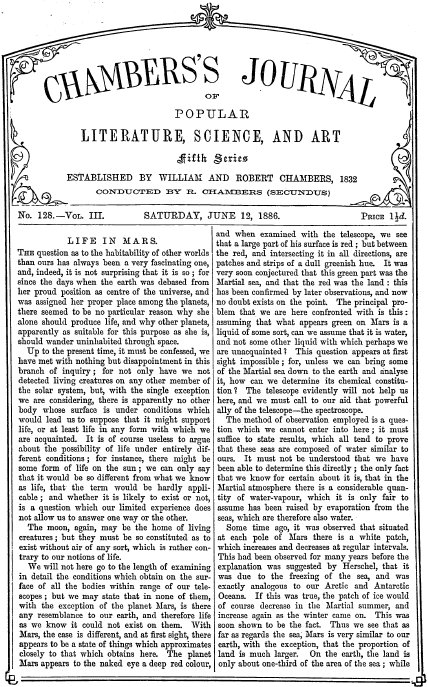 CHAMBERS'S JOURNAL
OF
POPULAR
LITERATURE, SCIENCE, AND ART
Fifth Series
ESTABLISHED BY WILLIAM AND ROBERT CHAMBERS, 1832
CONDUCTED BY R. CHAMBERS (SECUNDUS)
No. 128.—Vol. III.
SATURDAY, JUNE 12, 1886.
Price 1½d.
LIFE IN MARS.
The question as to the habitability of other worlds
than ours has always been a very fascinating one,
and, indeed, it is not surprising that it is so; for
since the days when the earth was debased from
her proud position as centre of the universe, and
was assigned her proper place among the planets,
there seemed to be no particular reason why she
alone should produce life, and why other planets,
apparently as suitable for this purpose as she is,
should wander uninhabited through space.
Up to the present time, it must be confessed, we
have met with nothing but disappointment in this
branch of inquiry; for not only have we not
detected living creatures on any other member of
the solar system, but, with the single exception
we are considering, there is apparently no other
body whose surface is under conditions which
would lead us to suppose that it might support
life, or at least life in any form with which we
are acquainted. It is of course useless to argue
about the possibility of life under entirely dif-
ferent conditions; for instance, there might be
some form of life on the sun; we can only say
that it would be so different from what we know
as life, that the term would be hardly appli-
cable; and whether it is likely to exist or not,
is a question which our limited experience does
not allow us to answer one way or the other.
The moon, again, may be the home of living
creatures; but they must be so constituted as to
exist without air of any sort, which is rather con-
trary to our notions of life.
We will not here go to the length of examining
in detail the conditions which obtain on the sur-
face of all the bodies within range of our tele-
scopes; but we may state that in none of them,
with the exception of the planet Mars, is there
any resemblance to our earth, and therefore life
as we know it could not exist on them. With
Mars, the case is different, and at first sight, there
appears to be a state of things which approximates
closely to that which obtains here. The planet
Mars appears to the naked eye a deep red colour,
and when examined with the telescope, we see
that a large part of his surface is red; but between
the red, and intersecting it in all directions, are
patches and strips of a dull greenish hue. It was
very soon conjectured that this green part was the
Martial sea, and that the red was the land: this
has been confirmed by later observations, and now
no doubt exists on the point. The principal pro-
blem that we are here confronted with is this:
assuming that what appears green on Mars is a
liquid of some sort, can we assume that it is water,
and not some other liquid with which perhaps we
are unacquainted? This question appears at first
sight impossible; for, unless we can bring some
of the Martial sea down to the earth and analyse
it, how can we determine its chemical constitu-
tion? The telescope evidently will not help us
here, and we must call to our aid that powerful
ally of the telescope—the spectroscope.
The method of observation employed is a ques-
tion which we cannot enter into here; it must
suffice to state results, which all tend to prove
that these seas are composed of water similar to
ours. It must not be understood that we have
been able to determine this directly; the only fact
that we know for certain about it is, that in the
Martial atmosphere there is a considerable quan-
tity of water-vapour, which it is only fair to
assume has been raised by evaporation from the
seas, which are therefore also water.
Some time ago, it was observed that situated
at each pole of Mars there is a white patch,
which increases and decreases at regular intervals.
This had been observed for many years before the
explanation was suggested by Herschel, that it
was due to the freezing of the sea, and was
exactly analogous to our Arctic and Antarctic
Oceans. If this was true, the patch of ice would
of course decrease in the Martial summer, and
increase again as the winter came on. This was
soon shown to be the fact. Thus we see that as
far as regards the sea, Mars is very similar to our
earth, with the exception, that the proportion of
land is much larger. On the earth, the land is
only about one-third of the area of the sea; while